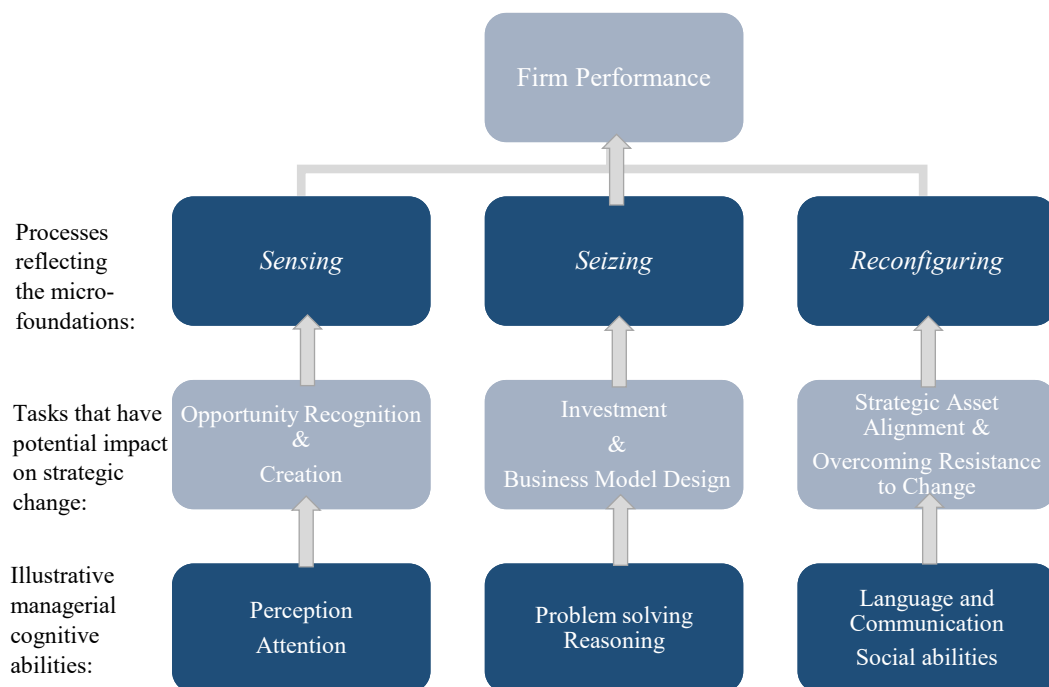 Firm Performance
Processes
reflecting
the micro-
foundations:
Sensing
Seizing
Reconfiguring
Tasks that have
potential impact
on strategic
change:
Opportunity Recognition
&
Creation
Investment
&
Business Model Design
Strategic Asset
Alignment &
Overcoming Resistance
to Change
Illustrative
managerial
cognitive
abilities:
Perception
Attention
Problem solving
Reasoning
Language and
Communication
Social abilities